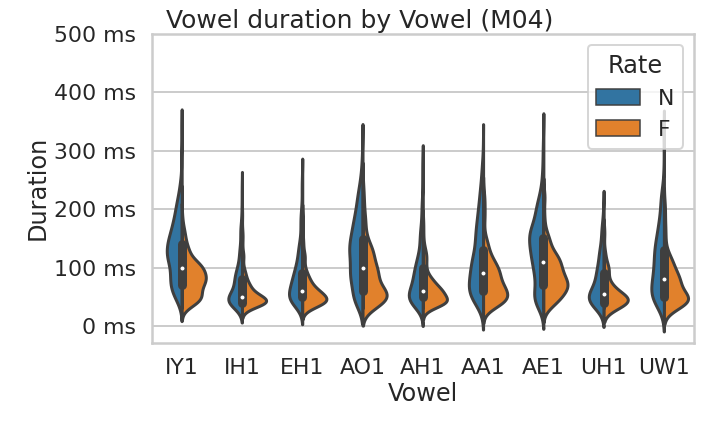 Vowel duration by Vowel (M04)
500 ms
400 ms
300 ms
200 ms
100 ms
0 ms
Duration
Rate
N
F
IY1 IH1 EH1 AO1 AH1 AA1 AE1 UH1 UW1
Vowel